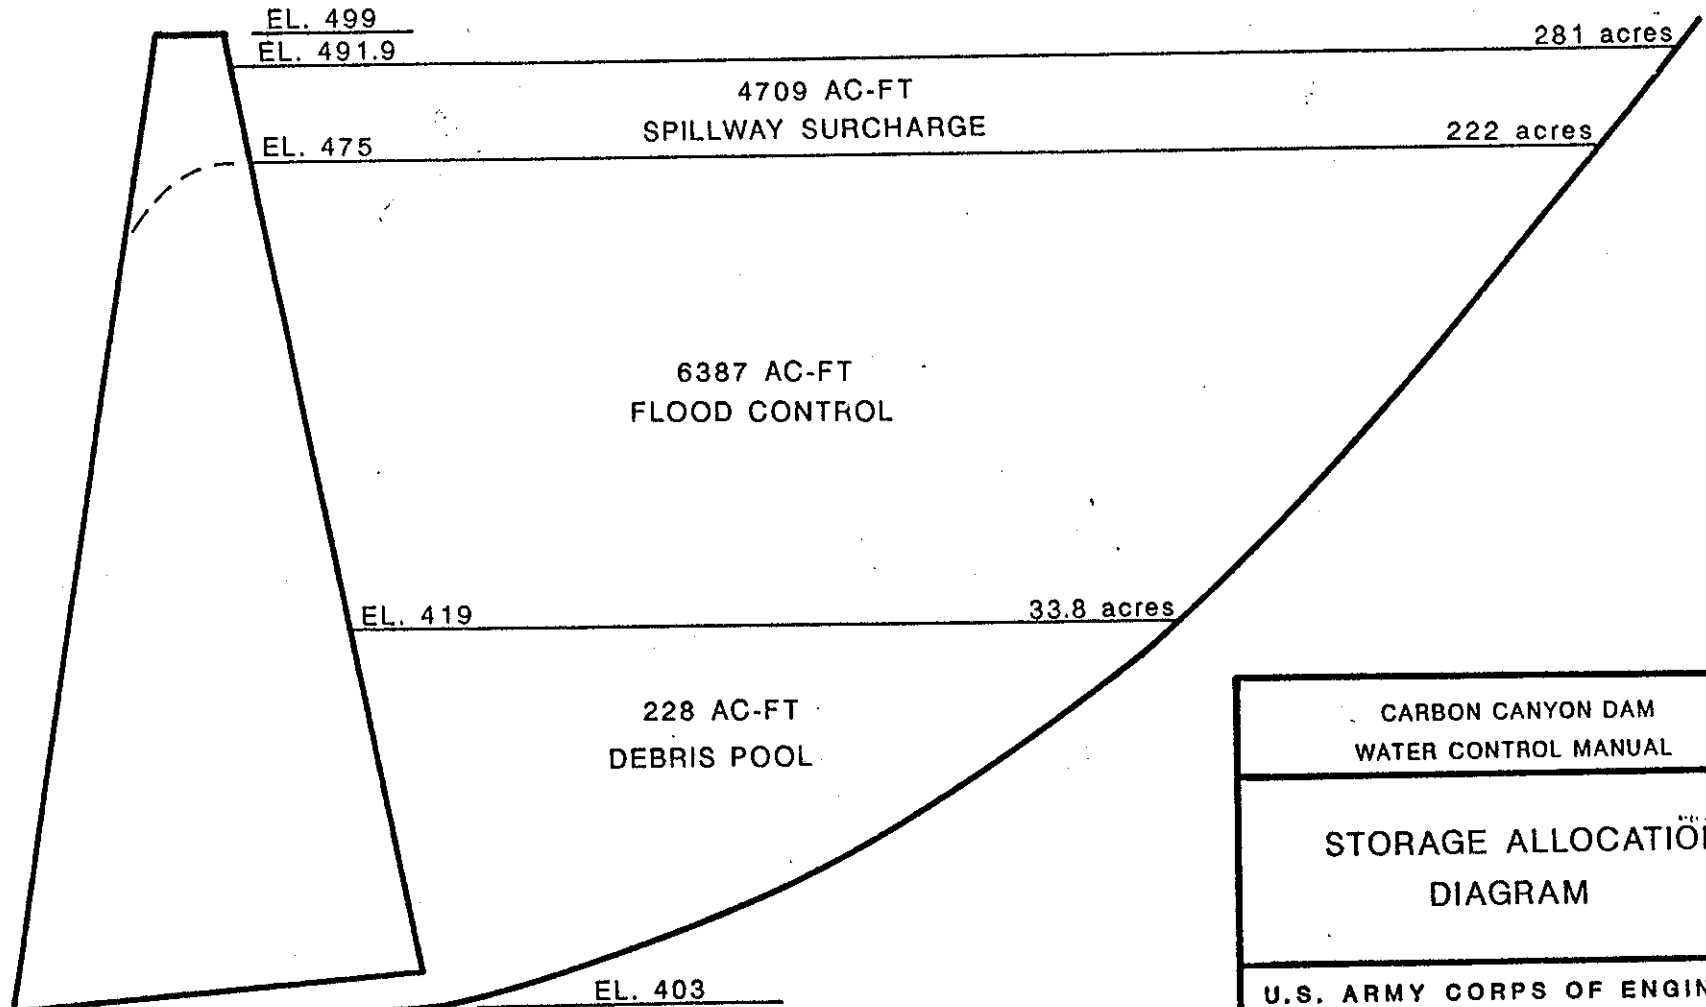 EL. 499
EL. 491.9
281 acres
4709 AC-FT
SPILLWAY SURCHARGE
EL. 475
222 acres
6387 AC-FT
FLOOD CONTROL
EL. 419
33.8 acres
228 AC-FT
DEBRIS POOL
EL. 403
CARBON CANYON DAM
WATER CONTROL MANUAL
STORAGE ALLOCATIO
DIAGRAM
U.S. ARMY CORPS OF ENGIN